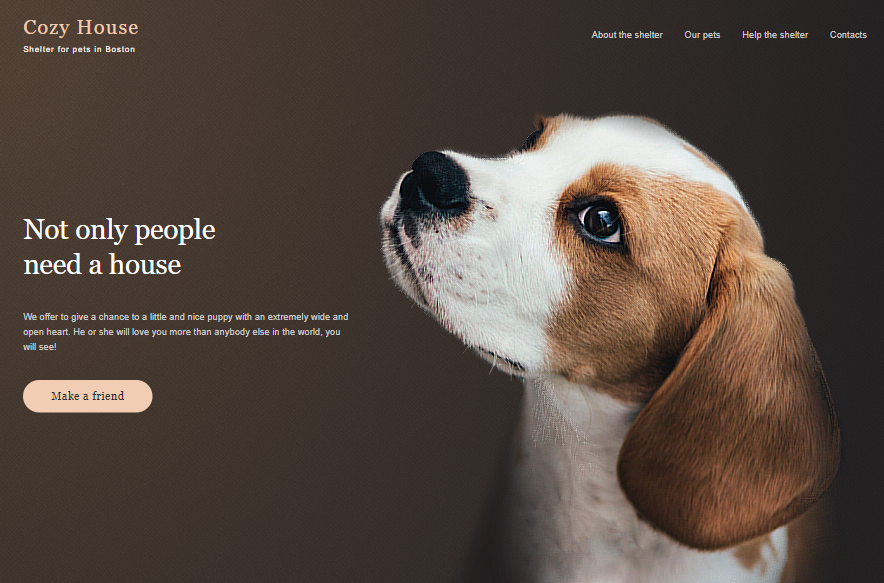 Cozy House
Shelter for pets in Boston
About the shelter
Our pets
Help the shelter
Contacts
Not only people
need a house
We offer to give a chance to a little and nice puppy with an extremely wide and
open heart. He or she will love you more than anybody else in the world, you
will see!
Make a friend